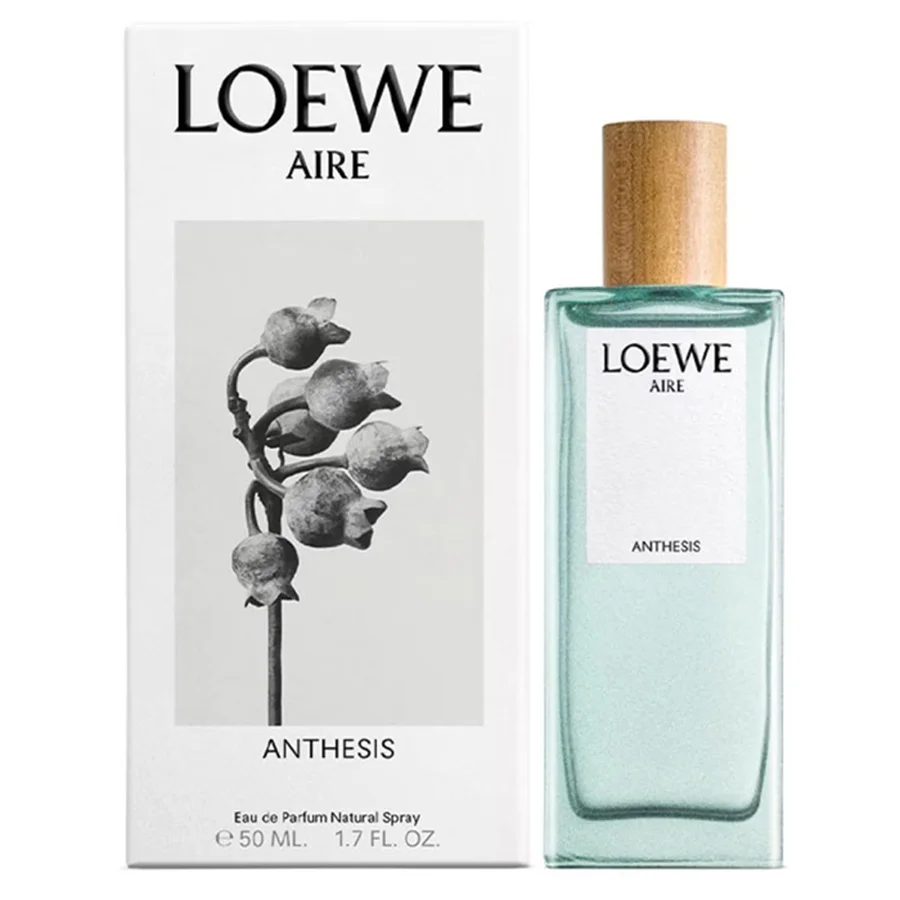 LOEWE
AIRE
ANTHESIS
Eau de Parfum Natural Spray
℮ 50 ML. 1.7 FL. OZ.
LOEWE
AIRE
ANTHESIS